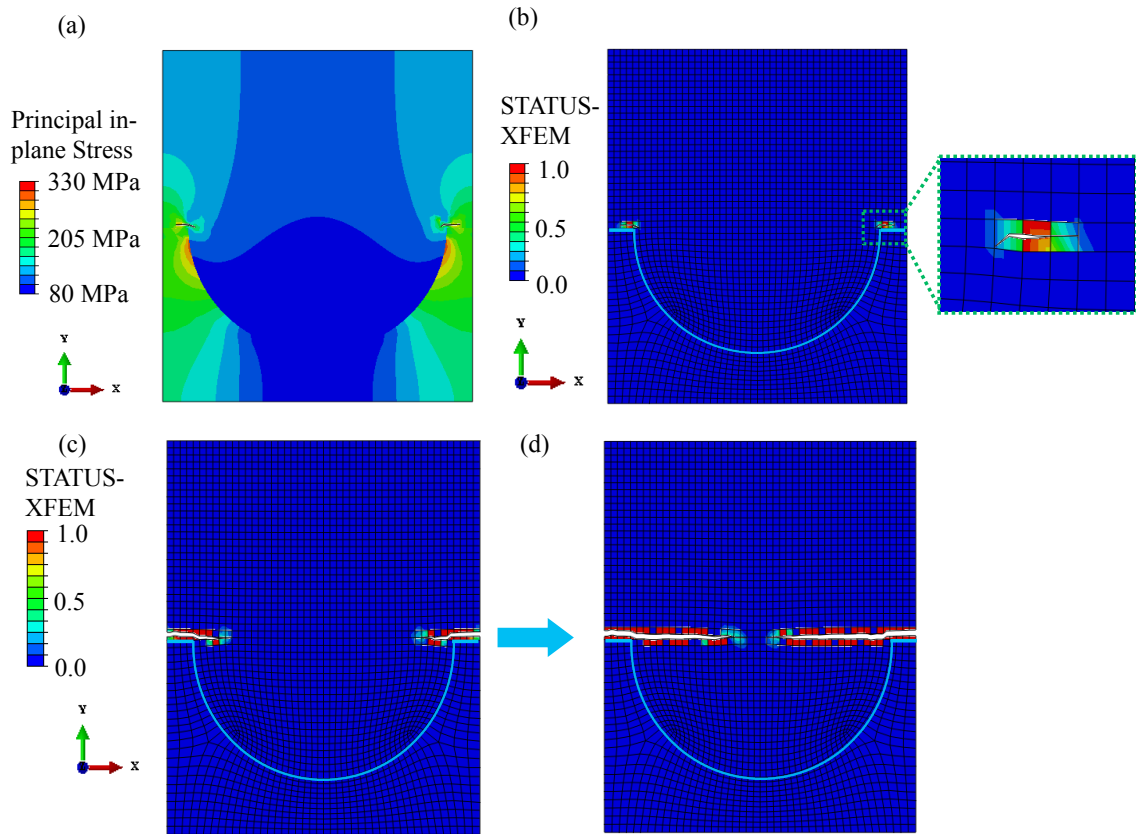 (a)
Principal in-
plane Stress
330 MPa
205 MPa
80 MPa
Y
X
(b)
STATUS-
XFEM
1.0
0.5
0.0
Y
X
(c)
STATUS-
XFEM
1.0
0.5
0.0
Y
X
(d)